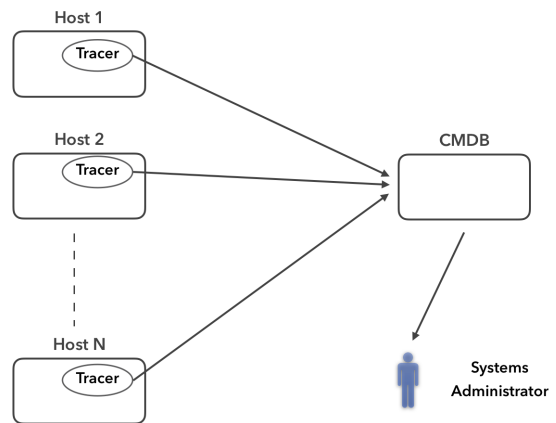 Host 1
Tracer
Host 2
Tracer
CMDB
Host N
Tracer
Systems
Administrator